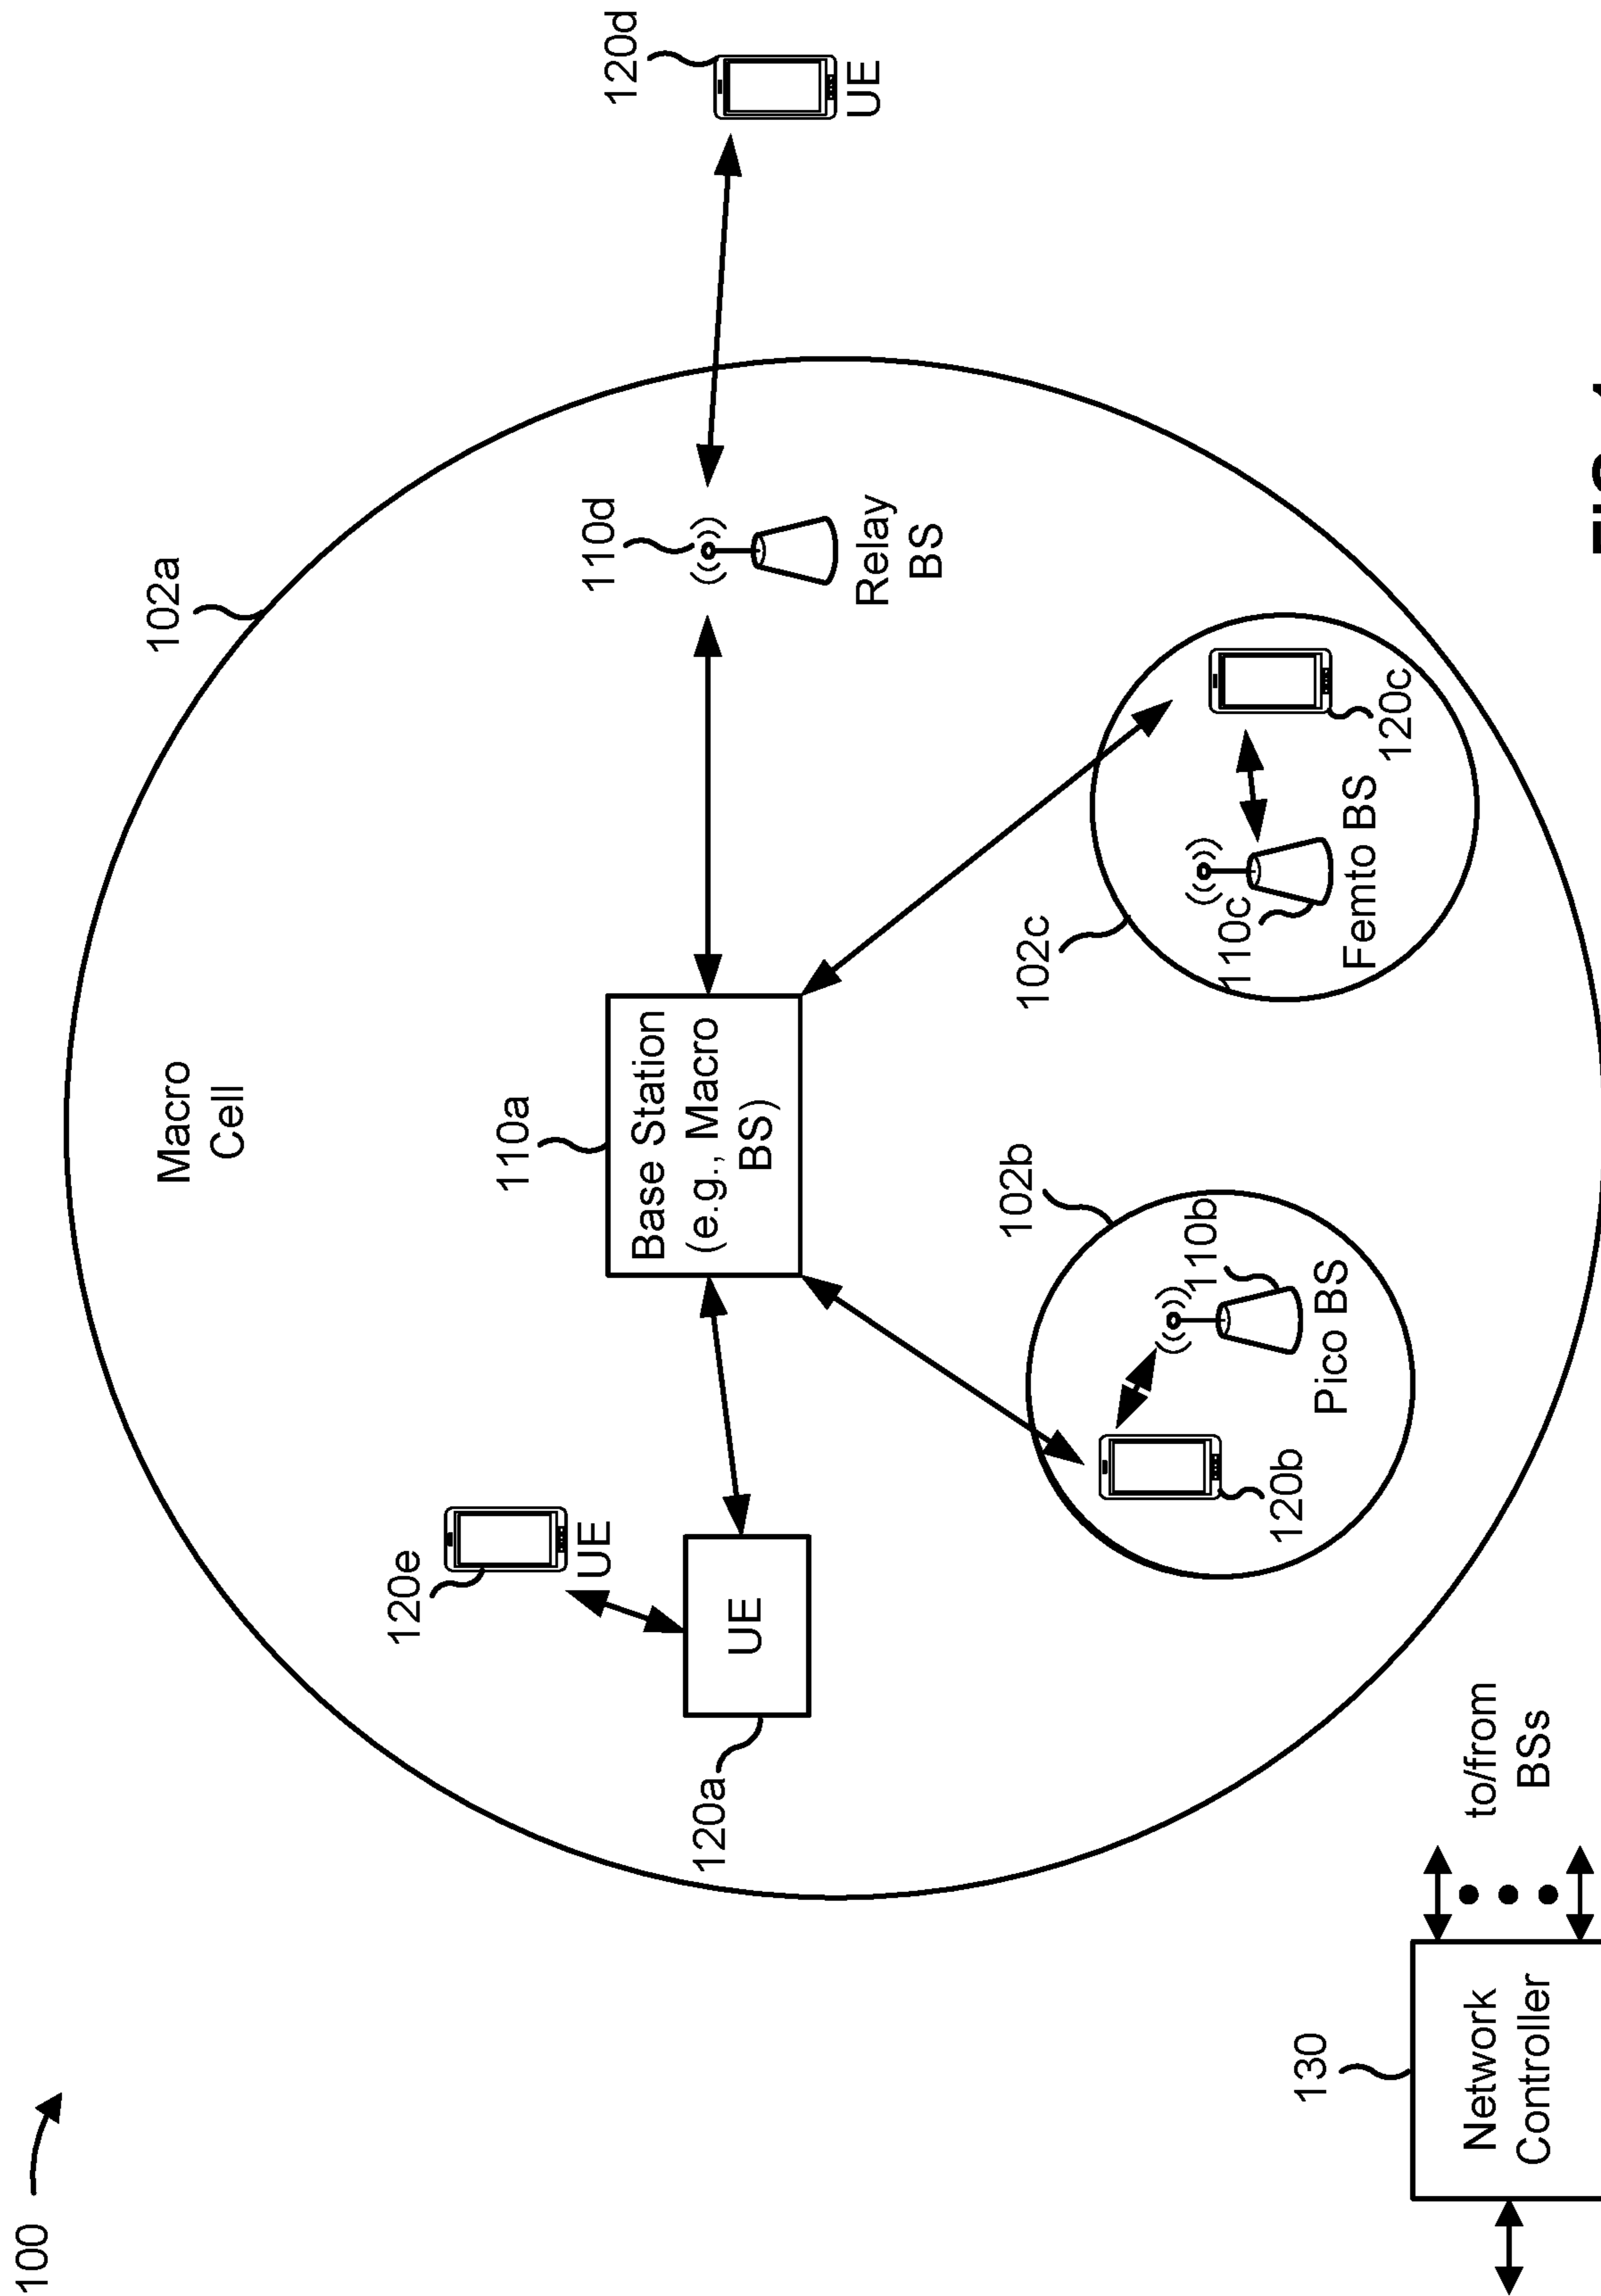 100
102a
Macro
Cell
110a
Base Station
(e.g., Macro
BS)
110d
Relay
BS
120d
UE
120e
UE
120a
UE
102b
110b
Pico BS
120b
102c
110c
Femto BS
120c
130
Network
Controller
to/from
BSs